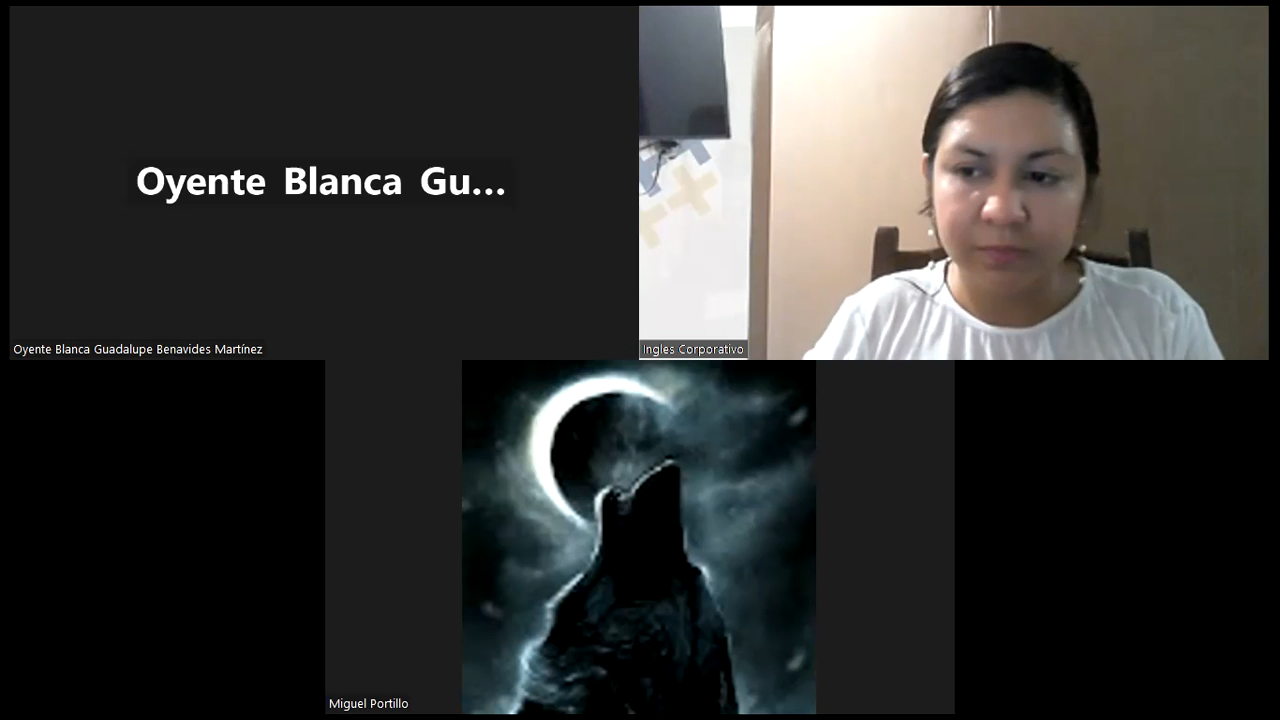 Oyente Blanca Gu...
Oyente Blanca Guadalupe Benavides Martínez
Ingles Corporativo
Miguel Portillo